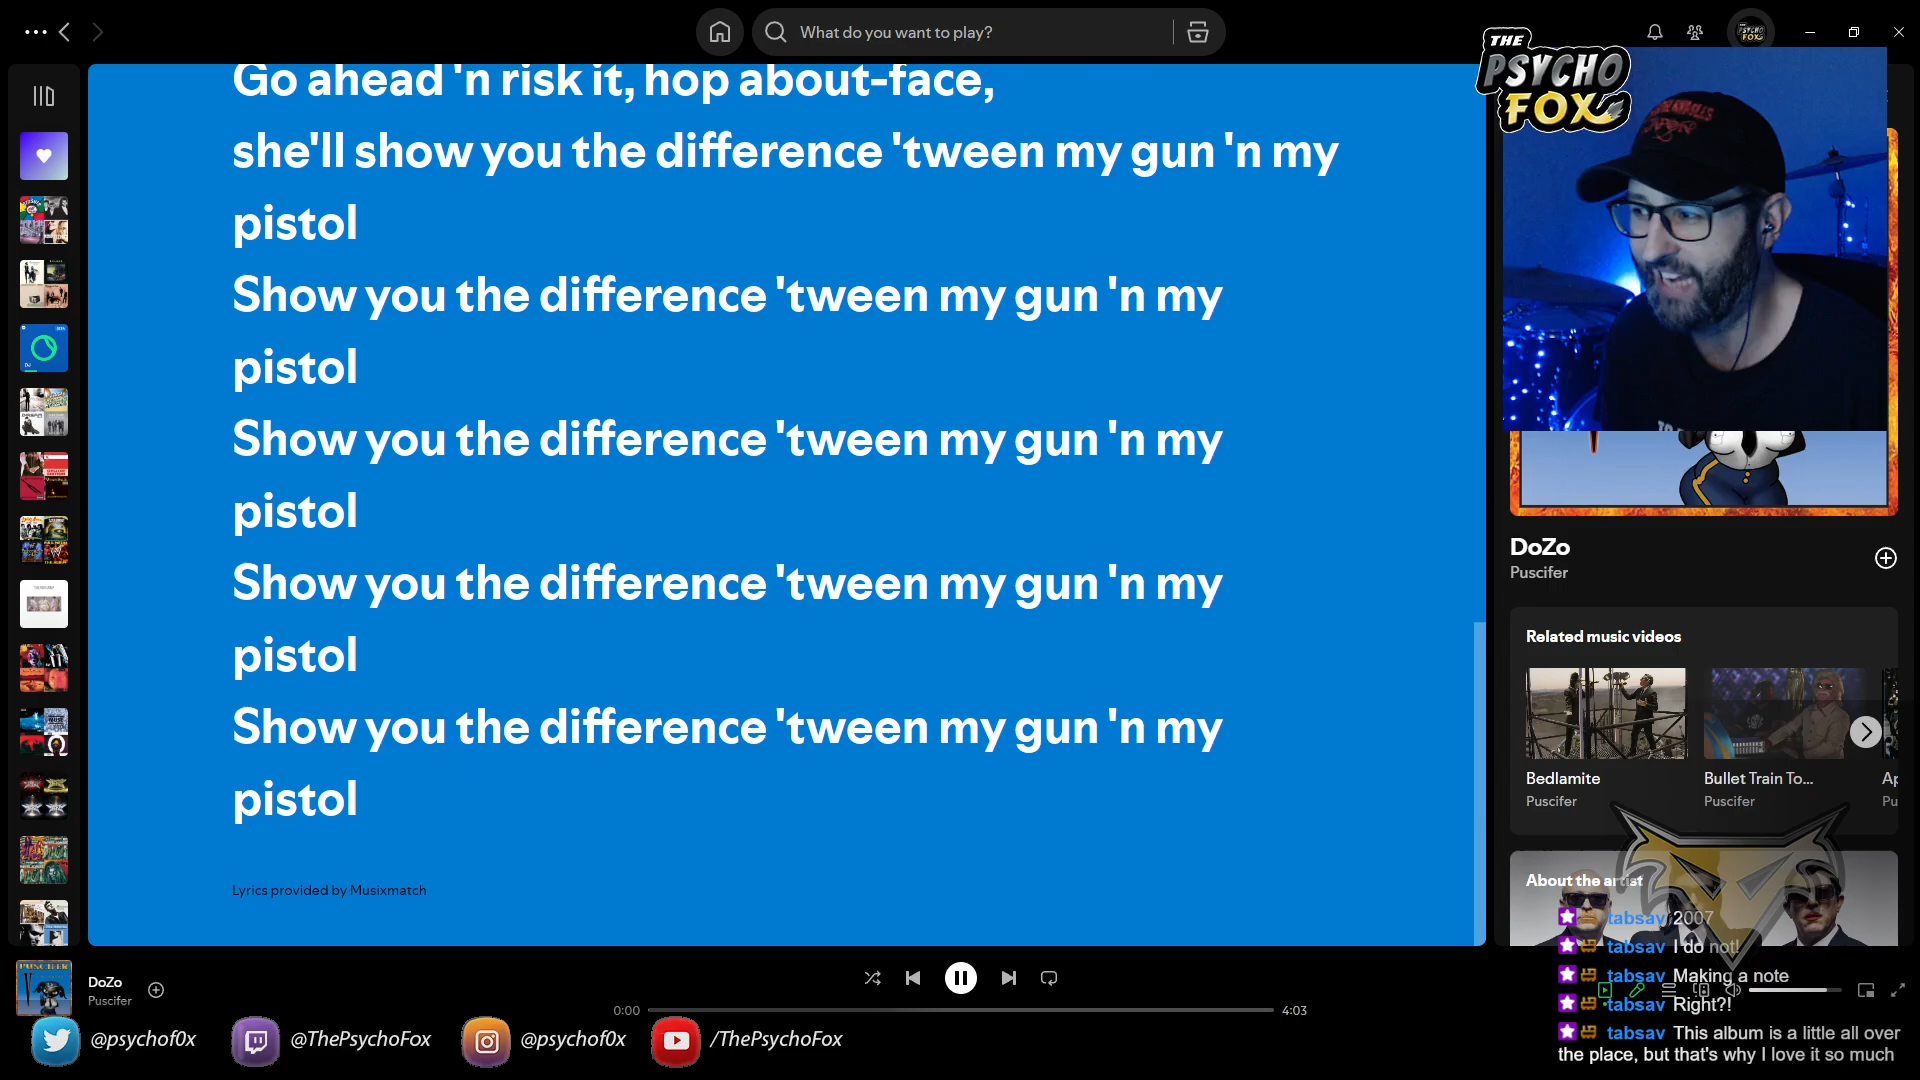 What do you want to play?
THE
PSYCHO
FOX
PSYCHO
FOX
Go ahead 'n risk it, hop about-face,
she'll show you the difference 'tween my gun 'n my
pistol
Show you the difference 'tween my gun 'n my
pistol
Show you the difference 'tween my gun 'n my
pistol
Show you the difference 'tween my gun 'n my
pistol
Show you the difference 'tween my gun 'n my
pistol
Lyrics provided by Musixmatch
DoZo
Puscifer
Related music videos
Bedlamite
Puscifer
Bullet Train To...
Puscifer
Ap
Pu
About the artist
tabsav 2007
tabsav I do not!
tabsav Making a note
tabsav Right?!
tabsav This album is a little all over
the place, but that's why I love it so much
PUSCIFER
DoZo
Puscifer
0:00
4:03
@psychof0x
@ThePsychoFox
@psychof0x
/ThePsychoFox